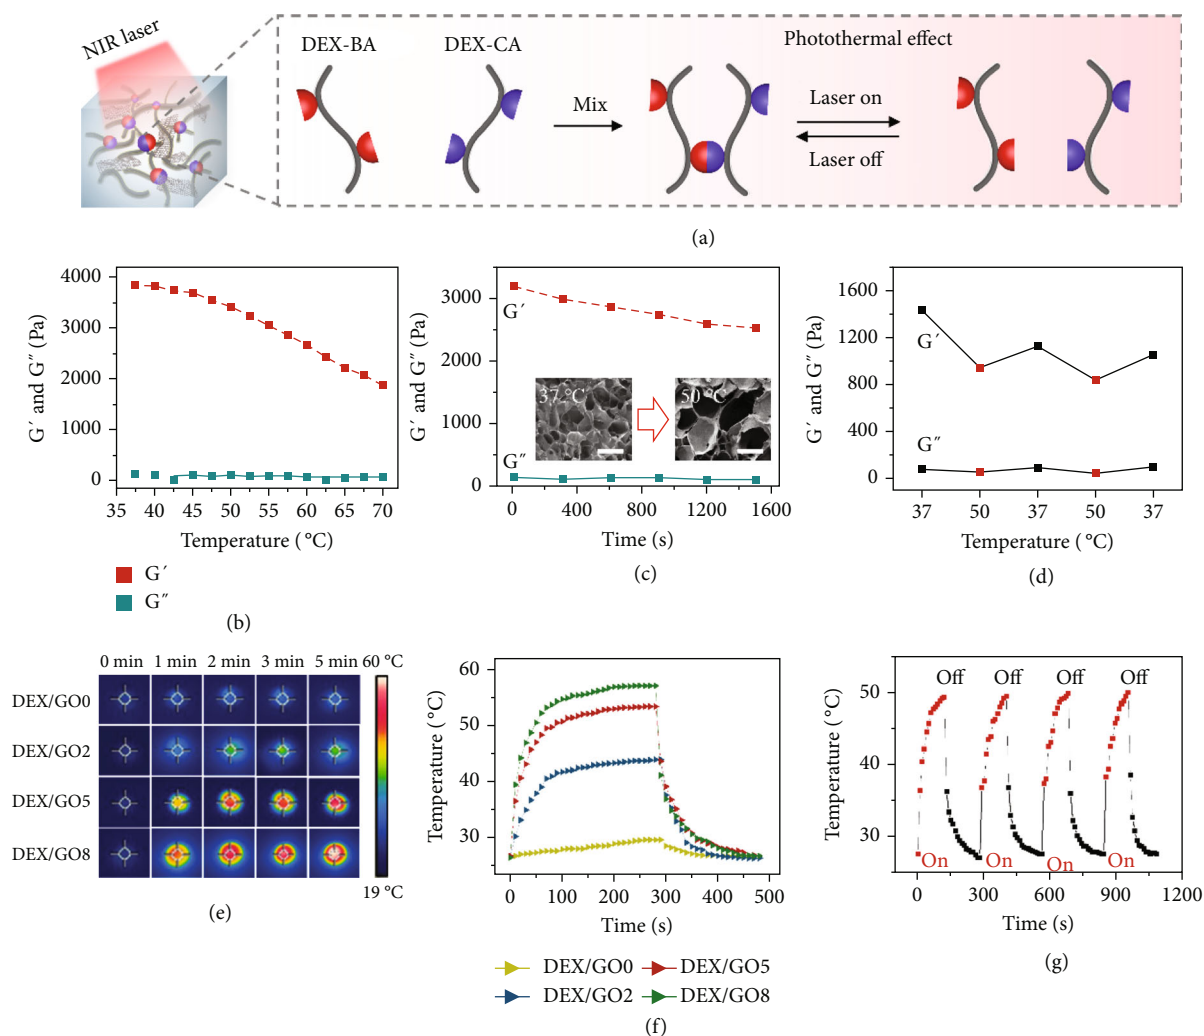 NIR laser
DEX-BA
DEX-CA
Mix
Photothermal effect
Laser on
Laser off
(a)
G′ and G″ (Pa)
4000
3000
2000
1000
0
35 40 45 50 55 60 65 70
Temperature ( °C)
G′
G″
(b)
G′ and G″ (Pa)
3000
2000
1000
0
G′
37 °C
50 °C
G″
0 400 800 1200 1600
Time (s)
(c)
G′ and G″ (Pa)
1600
1200
800
400
0
G′
G″
37 50 37 50 37
Temperature ( °C)
(d)
0 min 1 min 2 min 3 min 5 min 60 °C
DEX/GO0
DEX/GO2
DEX/GO5
DEX/GO8
19 °C
(e)
Temperature ( °C)
60
50
40
30
0 100 200 300 400 500
Time (s)
DEX/GO0 DEX/GO5
DEX/GO2 DEX/GO8
(f)
Temperature ( °C)
50
40
30
Off Off Off Off
On On On On
0 300 600 900 1200
Time (s)
(g)